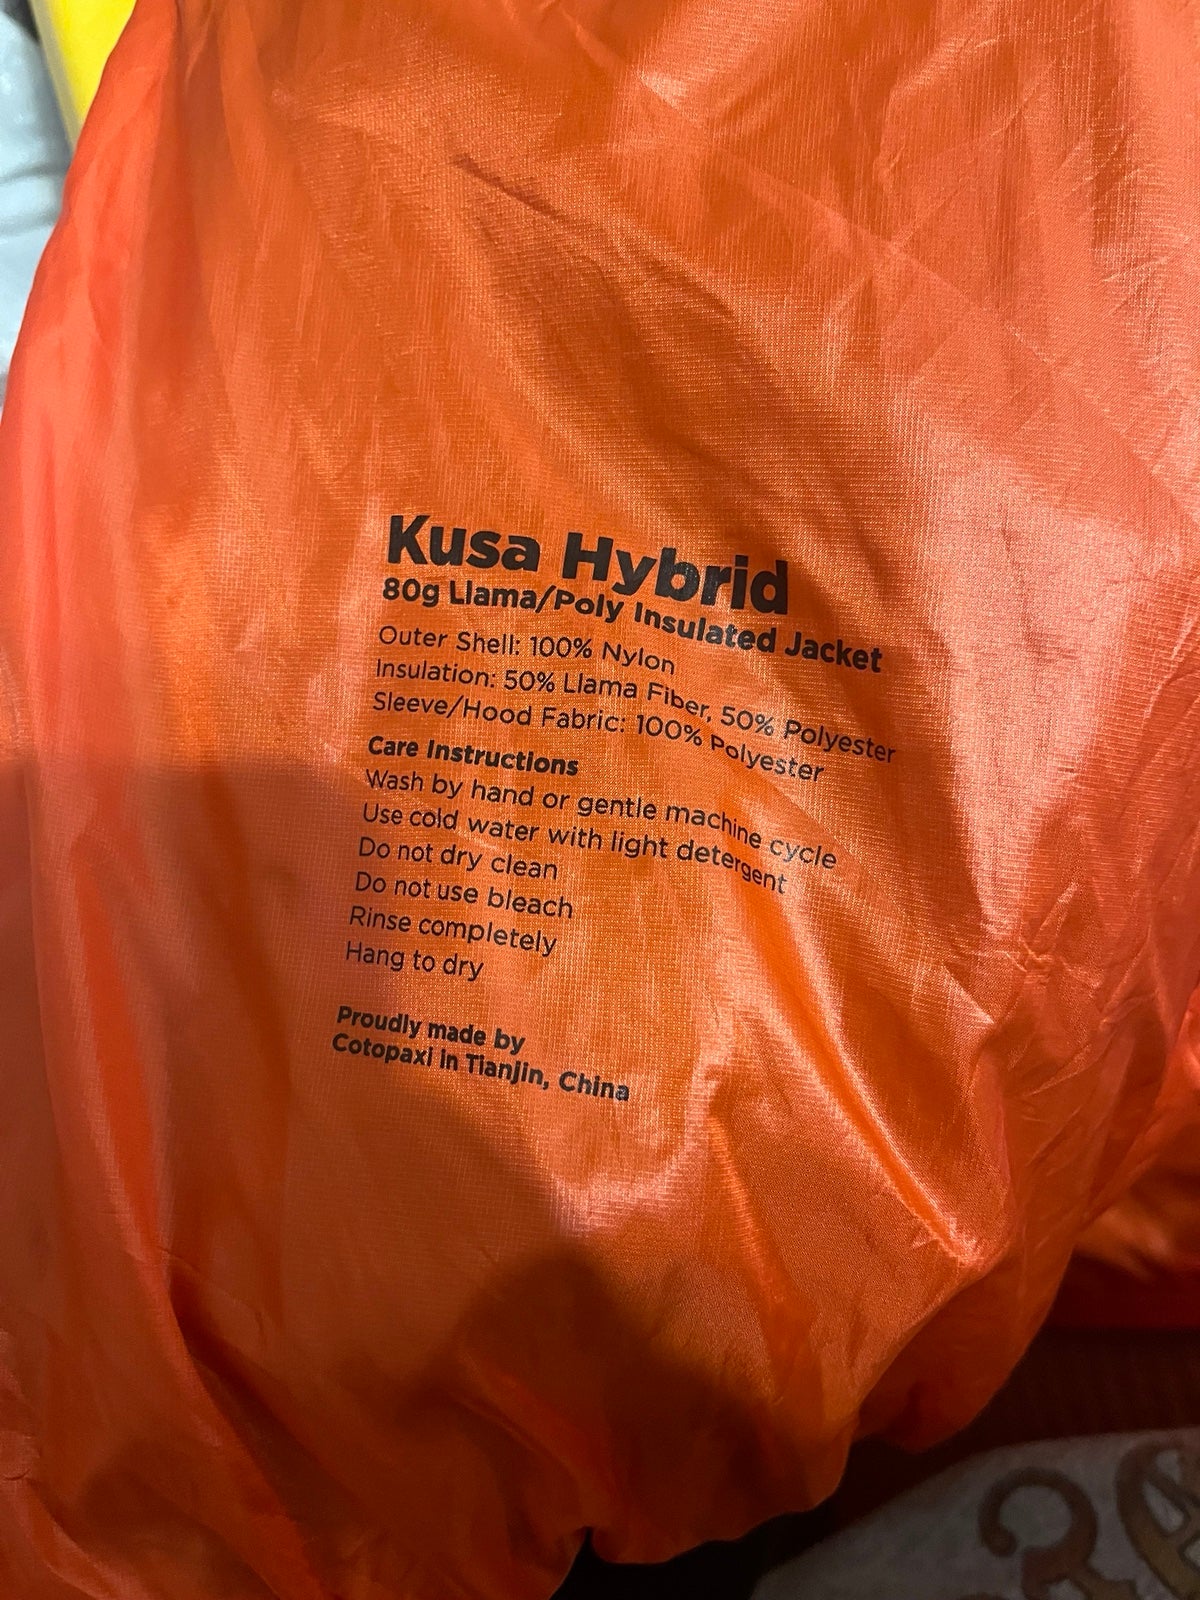 Kusa Hybrid
80g Llama/Poly Insulated Jacket
Outer Shell: 100% Nylon
Insulation: 50% Llama Fiber, 50% Polyester
Sleeve/Hood Fabric: 100% Polyester
Care Instructions
Wash by hand or gentle machine cycle
Use cold water with light detergent
Do not dry clean
Do not use bleach
Rinse completely
Hang to dry
Proudly made by
Cotopaxi in Tianjin, China